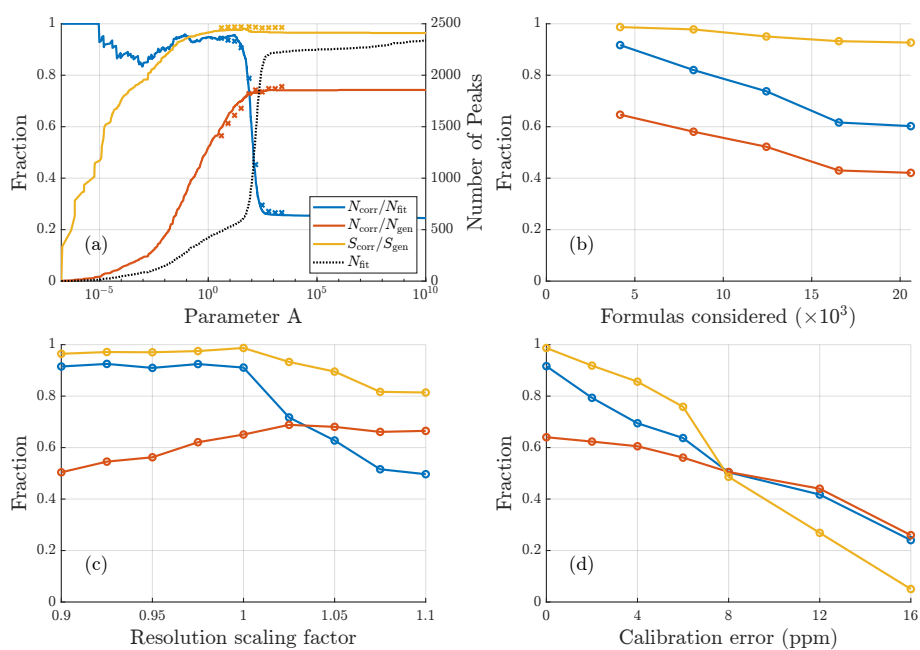 1
0.8
0.6
0.4
0.2
0
Fraction
2500
2000
1500
1000
500
0
Number of Peaks
(a)
N_corr/N_fit
N_corr/N_gen
S_corr/S_gen
N_fit
10^-5 10^0 10^5 10^10
Parameter A
1
0.8
0.6
0.4
0.2
0
Fraction
(b)
0 5 10 15 20
Formulas considered (×10^3)
1
0.8
0.6
0.4
0.2
0
Fraction
(c)
0.9 0.95 1 1.05 1.1
Resolution scaling factor
1
0.8
0.6
0.4
0.2
0
Fraction
(d)
0 4 8 12 16
Calibration error (ppm)